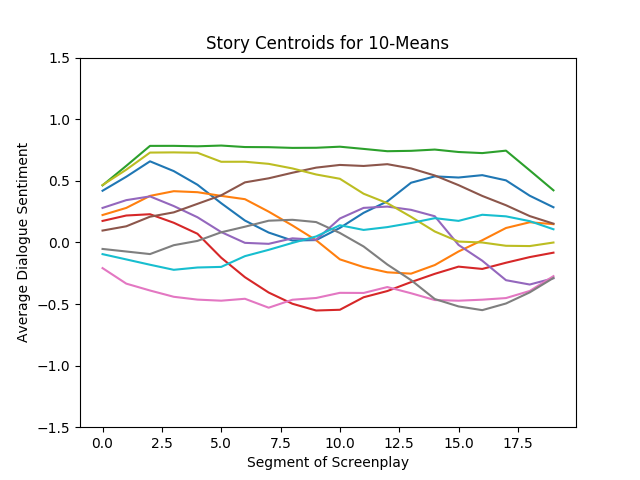 Story Centroids for 10-Means
Average Dialogue Sentiment
1.5
1.0
0.5
0.0
−0.5
−1.0
−1.5
0.0 2.5 5.0 7.5 10.0 12.5 15.0 17.5
Segment of Screenplay